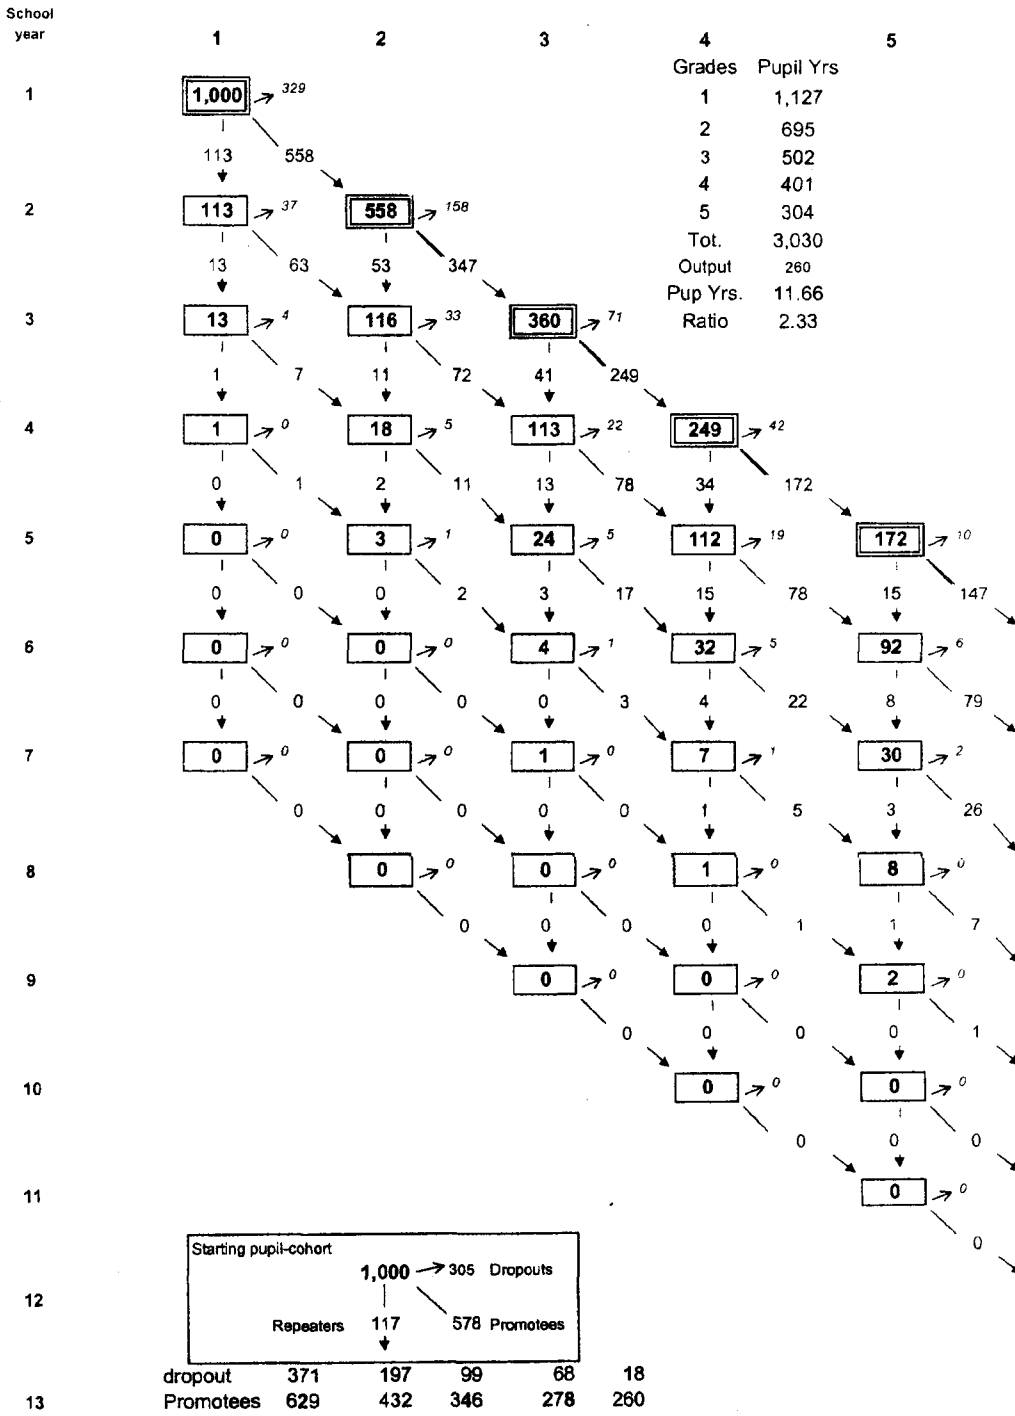 School
year 1 2 3 4 5
Grades Pupil Yrs
1 1,000 329 1 1,127
2 695
113 558 3 502
4 401
2 113 37 558 158 5 304
Tot. 3,030
13 63 53 347 Output 260
Pup Yrs. 11.66
3 13 4 116 33 360 71 Ratio 2.33
1 7 11 72 41 249
4 1 0 18 5 113 22 249 42
0 1 2 11 13 78 34 172
5 0 0 3 1 24 5 112 19 172 10
0 0 0 2 3 17 15 78 15 147
6 0 0 0 0 4 1 32 5 92 6
0 0 0 0 0 3 4 22 8 79
7 0 0 0 0 1 0 7 1 30 2
0 0 0 0 0 1 5 3 26
8 0 0 0 0 1 0 8 0
0 0 0 0 1 1 7
9 0 0 0 0 2 0
0 0 0 0 1
10 0 0 0 0
0 0 0
11 0 0
0
Starting pupil-cohort
1,000 305 Dropouts
12
Repeaters 117 578 Promotees
dropout 371 197 99 68 18
13 Promotees 629 432 346 278 260